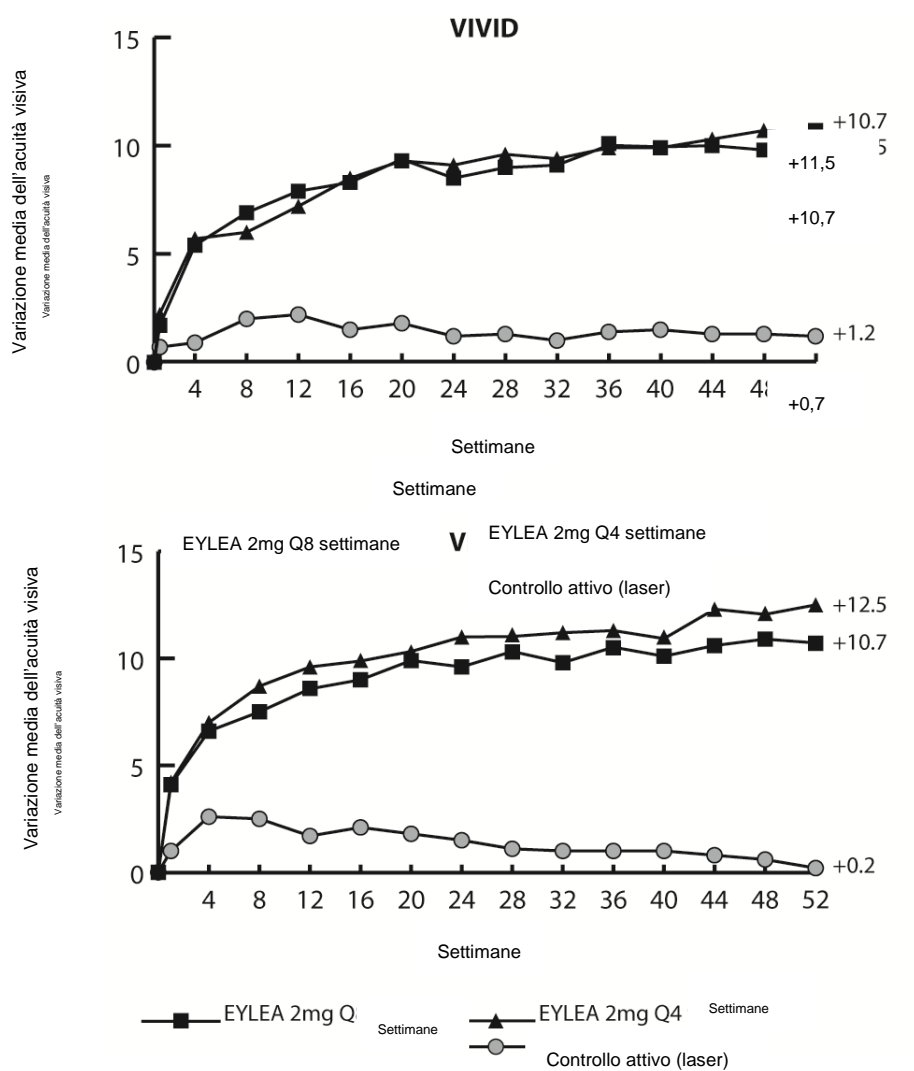 VIVID
Variazione media dell'acuità visiva
Variazione media dell'acuità visiva
15
10
5
0
+10.7
5
+11,5
+10,7
+1.2
+0,7
4 8 12 16 20 24 28 32 36 40 44 48
Settimane
Settimane
EYLEA 2mg Q8 settimane
V
EYLEA 2mg Q4 settimane
Controllo attivo (laser)
Variazione media dell'acuità visiva
Variazione media dell'acuità visiva
15
10
5
0
+12.5
+10.7
+0.2
4 8 12 16 20 24 28 32 36 40 44 48 52
Settimane
EYLEA 2mg Q
Settimane
EYLEA 2mg Q4
Settimane
Controllo attivo (laser)